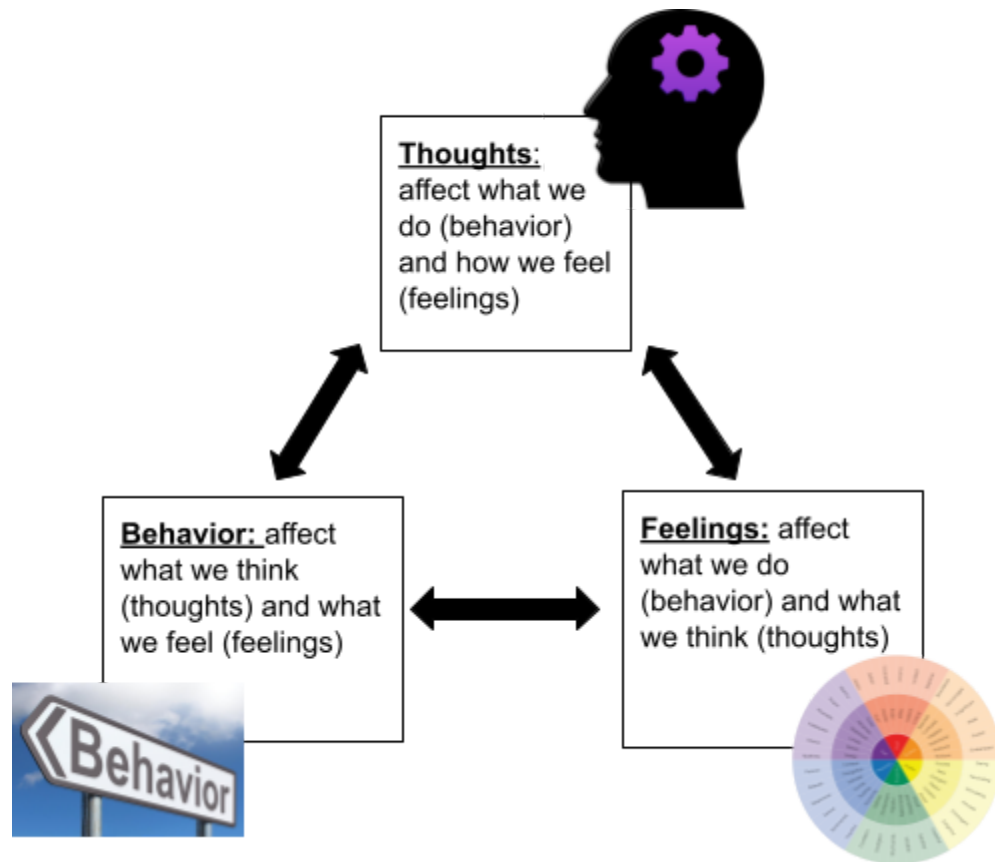 Thoughts:
affect what we
do (behavior)
and how we feel
(feelings)
Behavior: affect
what we think
(thoughts) and what
we feel (feelings)
Feelings: affect
what we do
(behavior) and what
we think (thoughts)
Behavior